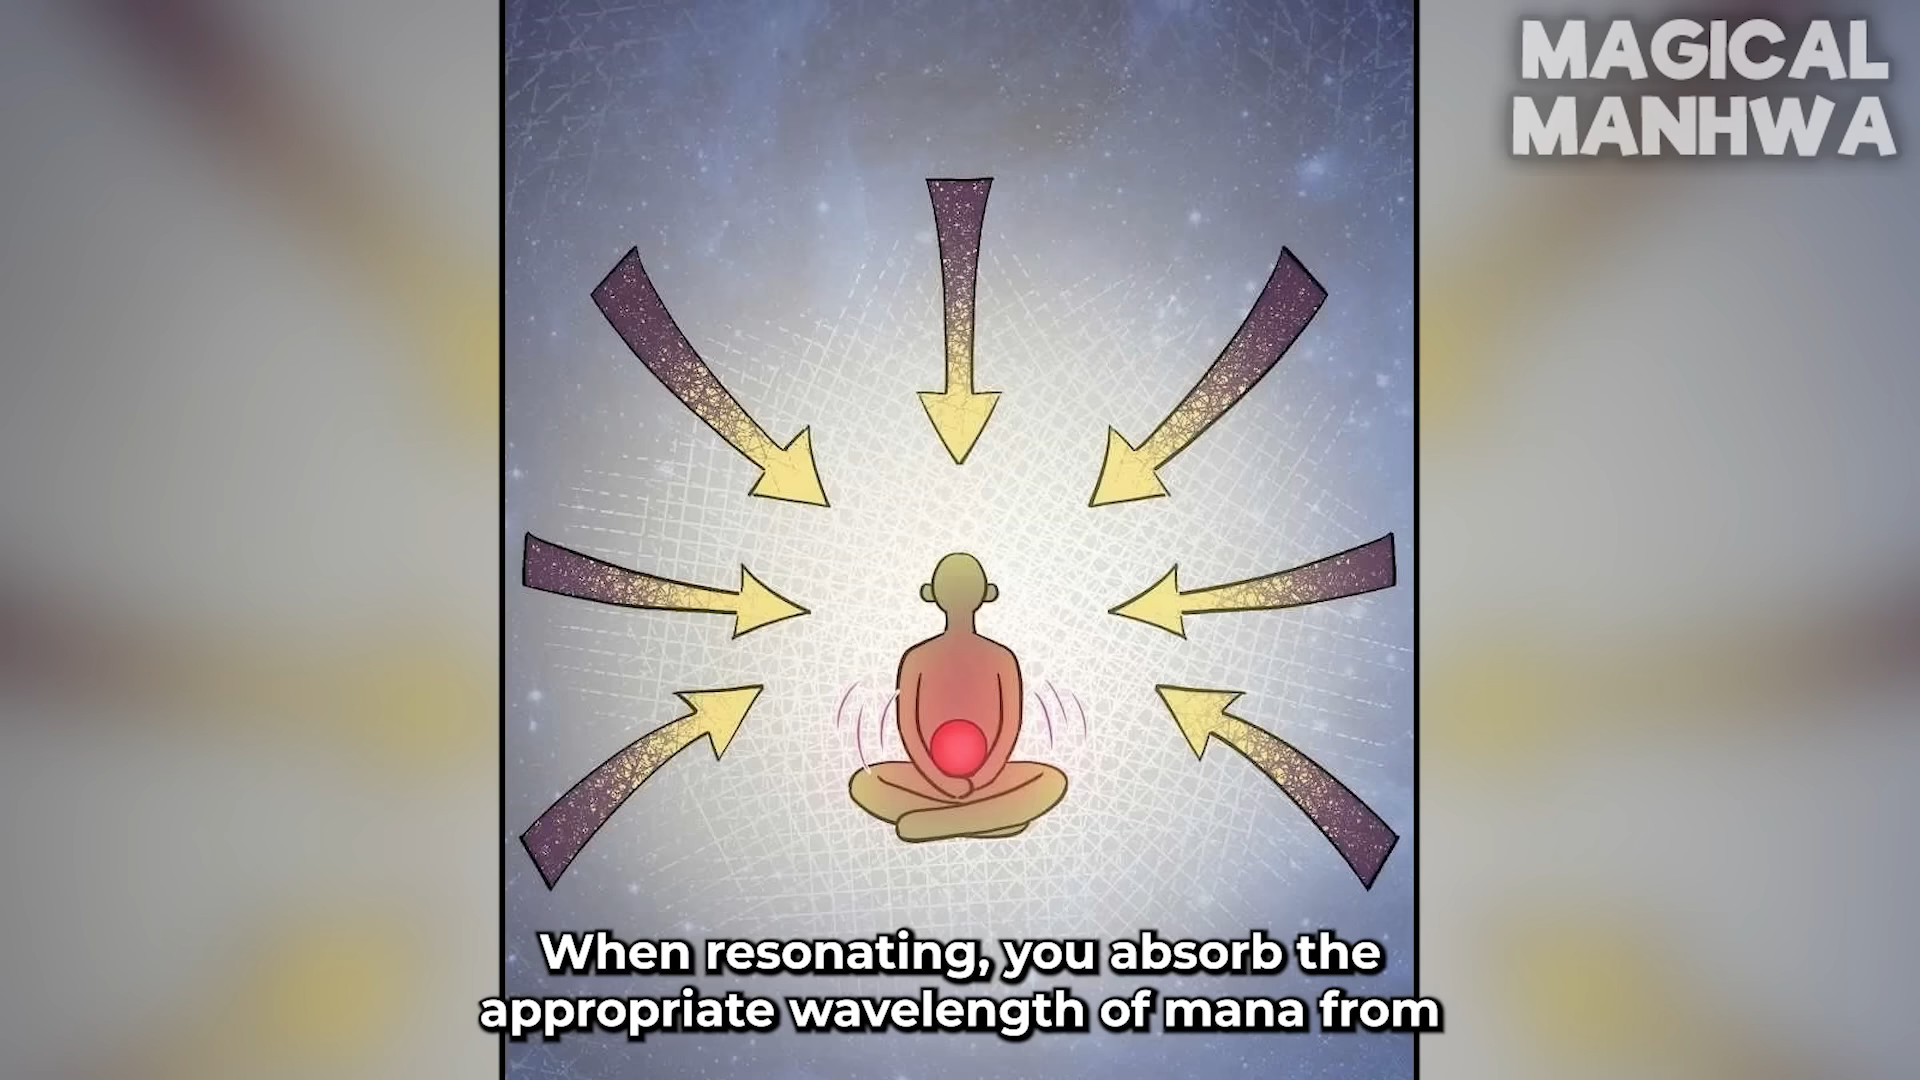 MAGICAL
MANHWA
When resonating, you absorb the
appropriate wavelength of mana from